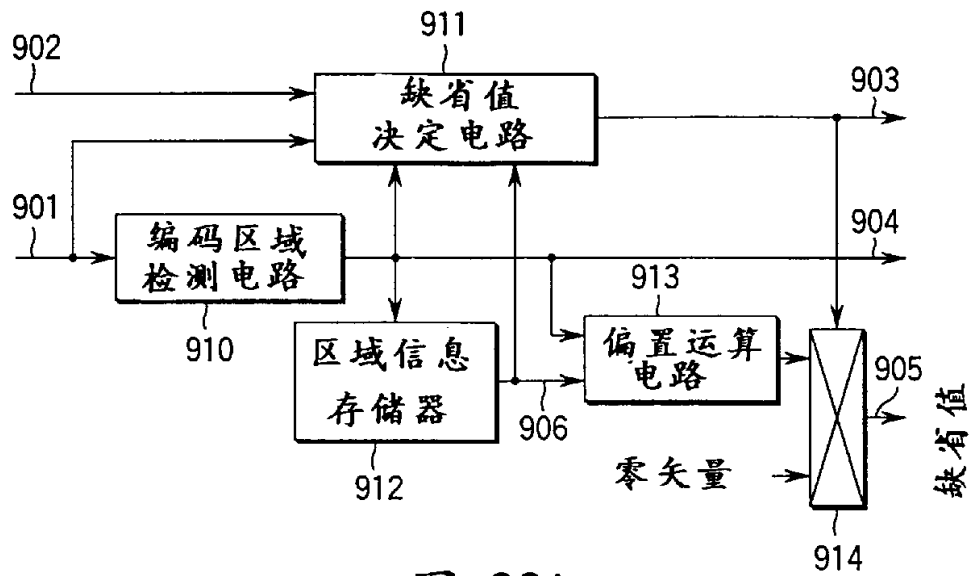 911
902
缺省值
决定电路
903
901
编码区域
检测电路
904
910
913
区域信息
存储器
偏置运算
电路
906
905
912
零矢量
缺省值
914